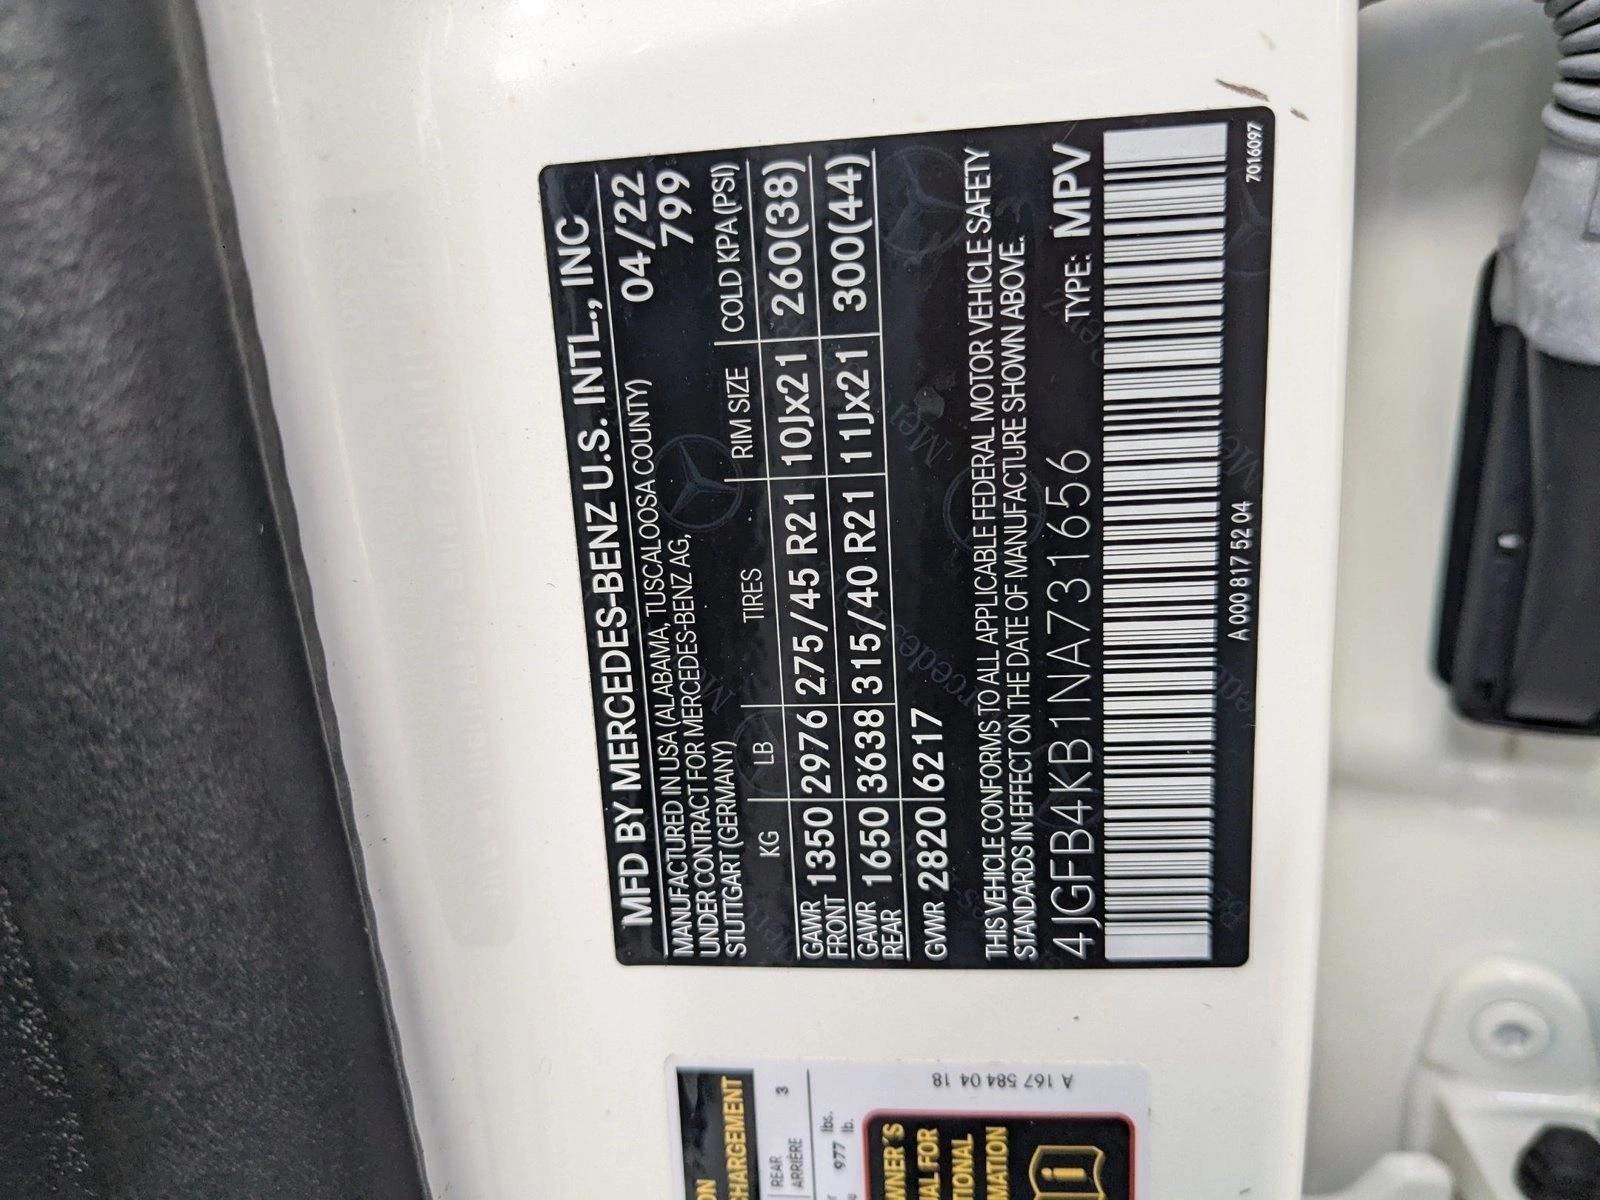 MFD BY MERCEDES-BENZ U.S. INTL., INC
MANUFACTURED IN USA (ALABAMA, TUSCALOOSA COUNTY) 04/22
UNDER CONTRACT FOR MERCEDES-BENZ AG, 799
STUTTGART (GERMANY)
KG LB TIRES RIM SIZE COLD KPA (PSI)
GAWR FRONT 1350 2976 275/45 R21 10Jx21 260(38)
GAWR REAR 1650 3638 315/40 R21 11Jx21 300(44)
GVWR 2820 6217
THIS VEHICLE CONFORMS TO ALL APPLICABLE FEDERAL MOTOR VEHICLE SAFETY
STANDARDS IN EFFECT ON THE DATE OF MANUFACTURE SHOWN ABOVE.
4JGFB4KB1NA731656 TYPE: MPV
A 000 817 52 04
7016097
CHARGEMENT
REAR 3
ARRIÈRE
977 lbs.
lb.
A 167 584 04 18